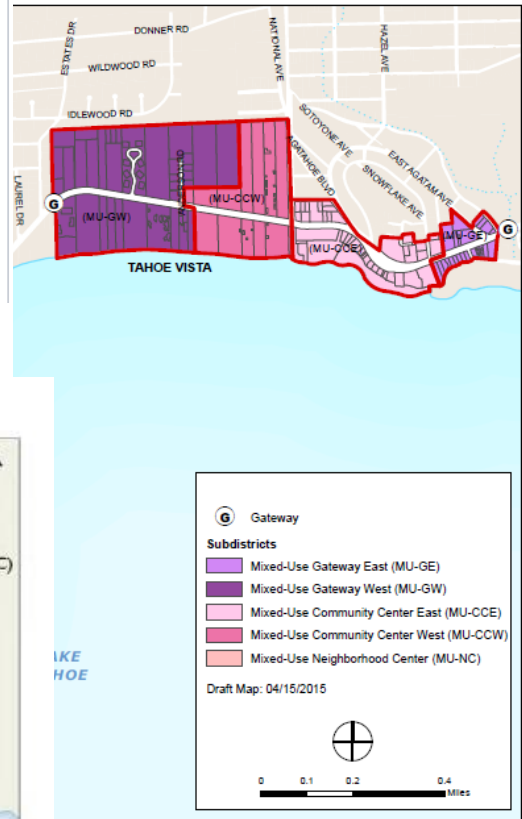 DONNER RD
ESTATES DR
WILDWOOD RD
NATIONAL AVE
HAZEL AVE
IDLEWOOD RD
SOTOYONE AVE
AGATAHOE BLVD
EAST AGATAM AVE
SNOWFLAKE AVE
LAUREL DR
G
(MU-GW)
(MU-CCW)
(MU-CCE)
(MU-GE)
G
TAHOE VISTA
C)
AKE
HOE
G Gateway
Subdistricts
Mixed-Use Gateway East (MU-GE)
Mixed-Use Gateway West (MU-GW)
Mixed-Use Community Center East (MU-CCE)
Mixed-Use Community Center West (MU-CCW)
Mixed-Use Neighborhood Center (MU-NC)
Draft Map: 04/15/2015
0 0.1 0.2 0.4
Miles